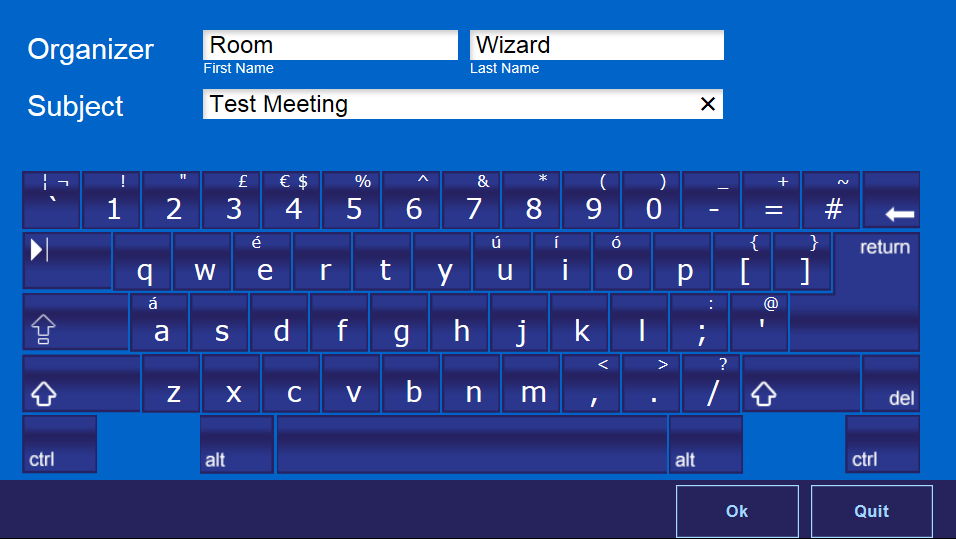 Organizer Room Wizard
First Name Last Name
Subject Test Meeting ✕
¦ ¬ ! " £ € $ % ^ & * ( ) _ + ~
` 1 2 3 4 5 6 7 8 9 0 - = #
é ú í ó { } return
q w e r t y u i o p [ ]
á : @
a s d f g h j k l ; '
< > ?
z x c v b n m , . / del
ctrl alt alt ctrl
Ok Quit